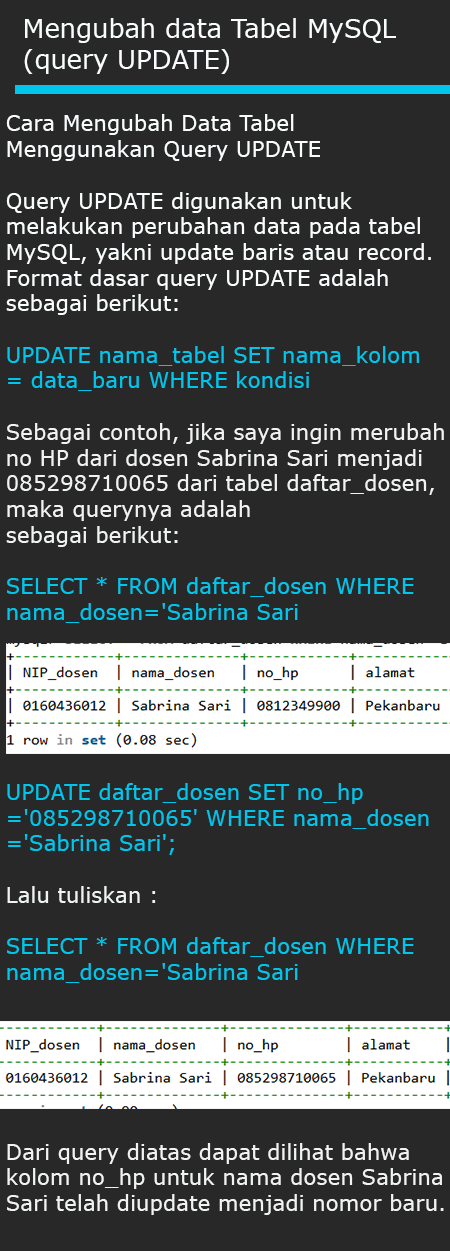 Mengubah data Tabel MySQL
(query UPDATE)
Cara Mengubah Data Tabel
Menggunakan Query UPDATE
Query UPDATE digunakan untuk
melakukan perubahan data pada tabel
MySQL, yakni update baris atau record.
Format dasar query UPDATE adalah
sebagai berikut:
UPDATE nama_tabel SET nama_kolom
= data_baru WHERE kondisi
Sebagai contoh, jika saya ingin merubah
no HP dari dosen Sabrina Sari menjadi
085298710065 dari tabel daftar_dosen,
maka querynya adalah
sebagai berikut:
SELECT * FROM daftar_dosen WHERE
nama_dosen='Sabrina Sari
+------------+--------------+------------+-----------
| NIP_dosen | nama_dosen | no_hp | alamat
+------------+--------------+------------+-----------
| 0160436012 | Sabrina Sari | 0812349900 | Pekanbaru
+------------+--------------+------------+-----------
1 row in set (0.08 sec)
UPDATE daftar_dosen SET no_hp
='085298710065' WHERE nama_dosen
='Sabrina Sari';
Lalu tuliskan :
SELECT * FROM daftar_dosen WHERE
nama_dosen='Sabrina Sari
------------+--------------+--------------+-----------+
NIP_dosen | nama_dosen | no_hp | alamat |
------------+--------------+--------------+-----------+
0160436012 | Sabrina Sari | 085298710065 | Pekanbaru |
------------+--------------+--------------+-----------+
Dari query diatas dapat dilihat bahwa
kolom no_hp untuk nama dosen Sabrina
Sari telah diupdate menjadi nomor baru.